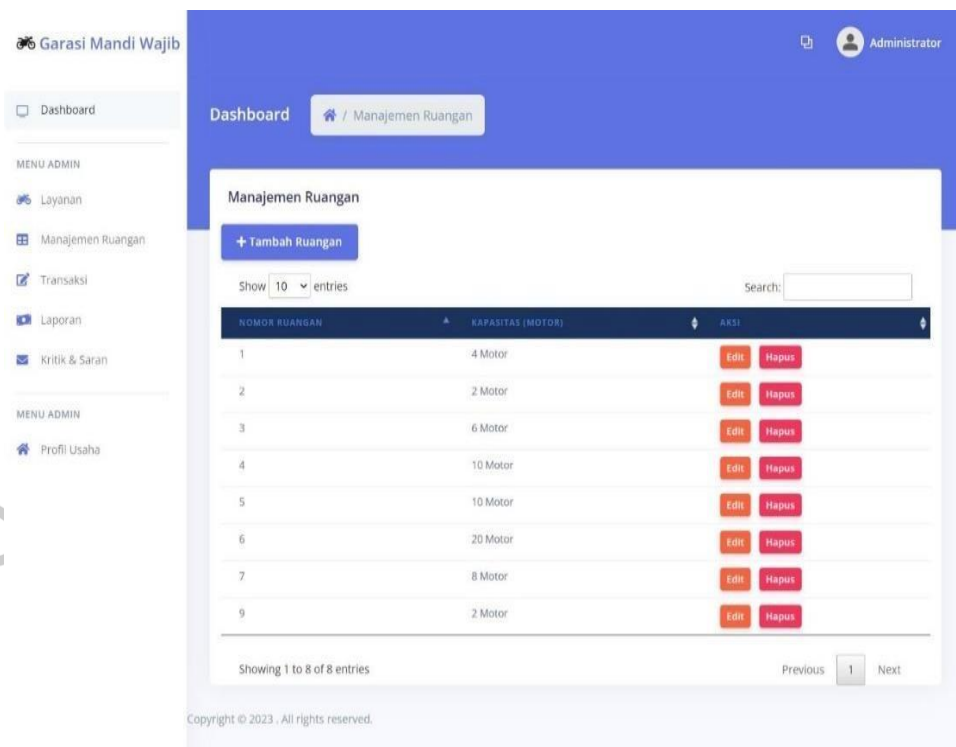 Garasi Mandi Wajib
Administrator
Dashboard
Dashboard
/ Manajemen Ruangan
MENU ADMIN
Layanan
Manajemen Ruangan
Transaksi
Laporan
Kritik & Saran
MENU ADMIN
Profil Usaha
Manajemen Ruangan
+ Tambah Ruangan
Show 10 entries
Search:
NOMOR RUANGAN KAPASITAS (MOTOR) AKSI
1 4 Motor Edit Hapus
2 2 Motor Edit Hapus
3 6 Motor Edit Hapus
4 10 Motor Edit Hapus
5 10 Motor Edit Hapus
6 20 Motor Edit Hapus
7 8 Motor Edit Hapus
9 2 Motor Edit Hapus
Showing 1 to 8 of 8 entries
Previous 1 Next
Copyright © 2023 . All rights reserved.